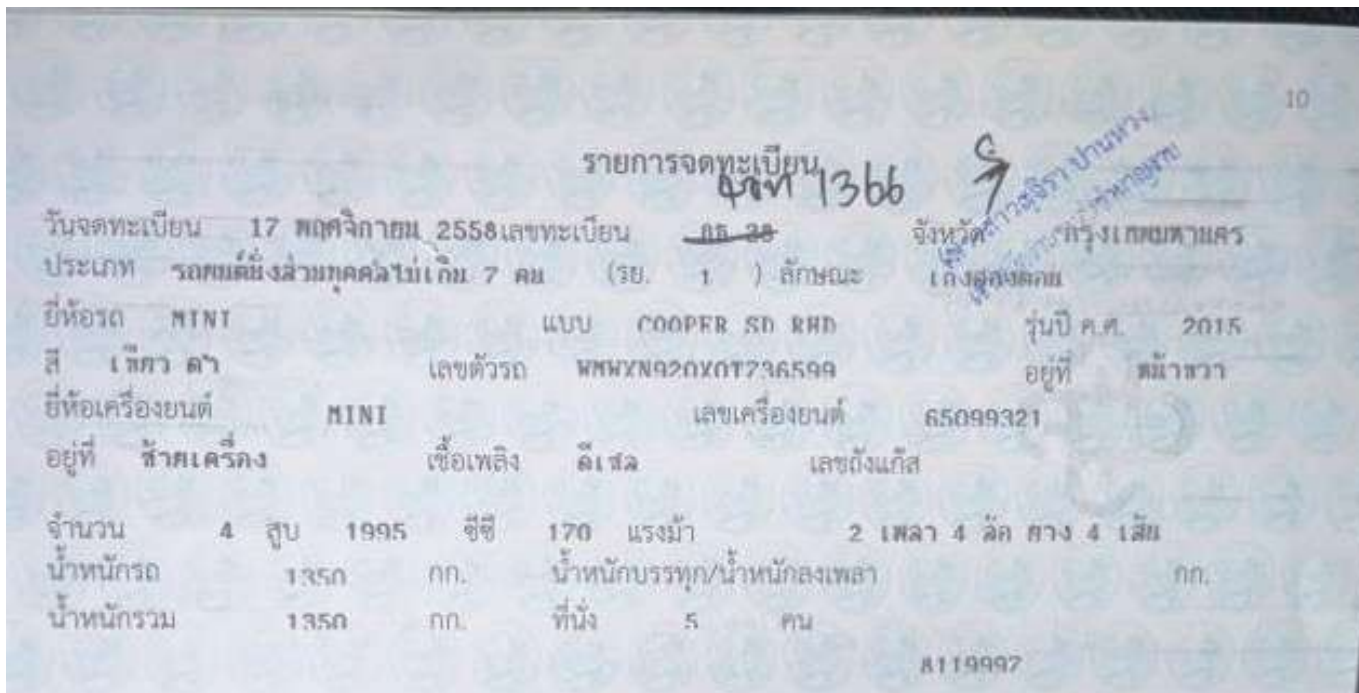 10
รายการจดทะเบียน
1366
วันจดทะเบียน 17 พฤศจิกายน 2558 เลขทะเบียน จังหวัด กรุงเทพมหานคร
ประเภท รถยนต์นั่งส่วนบุคคลไม่เกิน 7 คน (รย. 1 ) ลักษณะ เก๋งสองตอน
ยี่ห้อรถ MINI แบบ COOPER SD RHD รุ่นปี ค.ศ. 2015
สี เขียว ดำ เลขตัวรถ WMWXN920X0T736599 อยู่ที่ หน้าขวา
ยี่ห้อเครื่องยนต์ MINI เลขเครื่องยนต์ 65099321
อยู่ที่ ซ้ายเครื่อง เชื้อเพลิง ดีเซล เลขถังแก๊ส
จำนวน 4 สูบ 1995 ซีซี 170 แรงม้า 2 เพลา 4 ล้อ ยาง 4 เส้น
น้ำหนักรถ 1350 กก. น้ำหนักบรรทุก/น้ำหนักลงเพลา กก.
น้ำหนักรวม 1350 กก. ที่นั่ง 5 คน
8119997